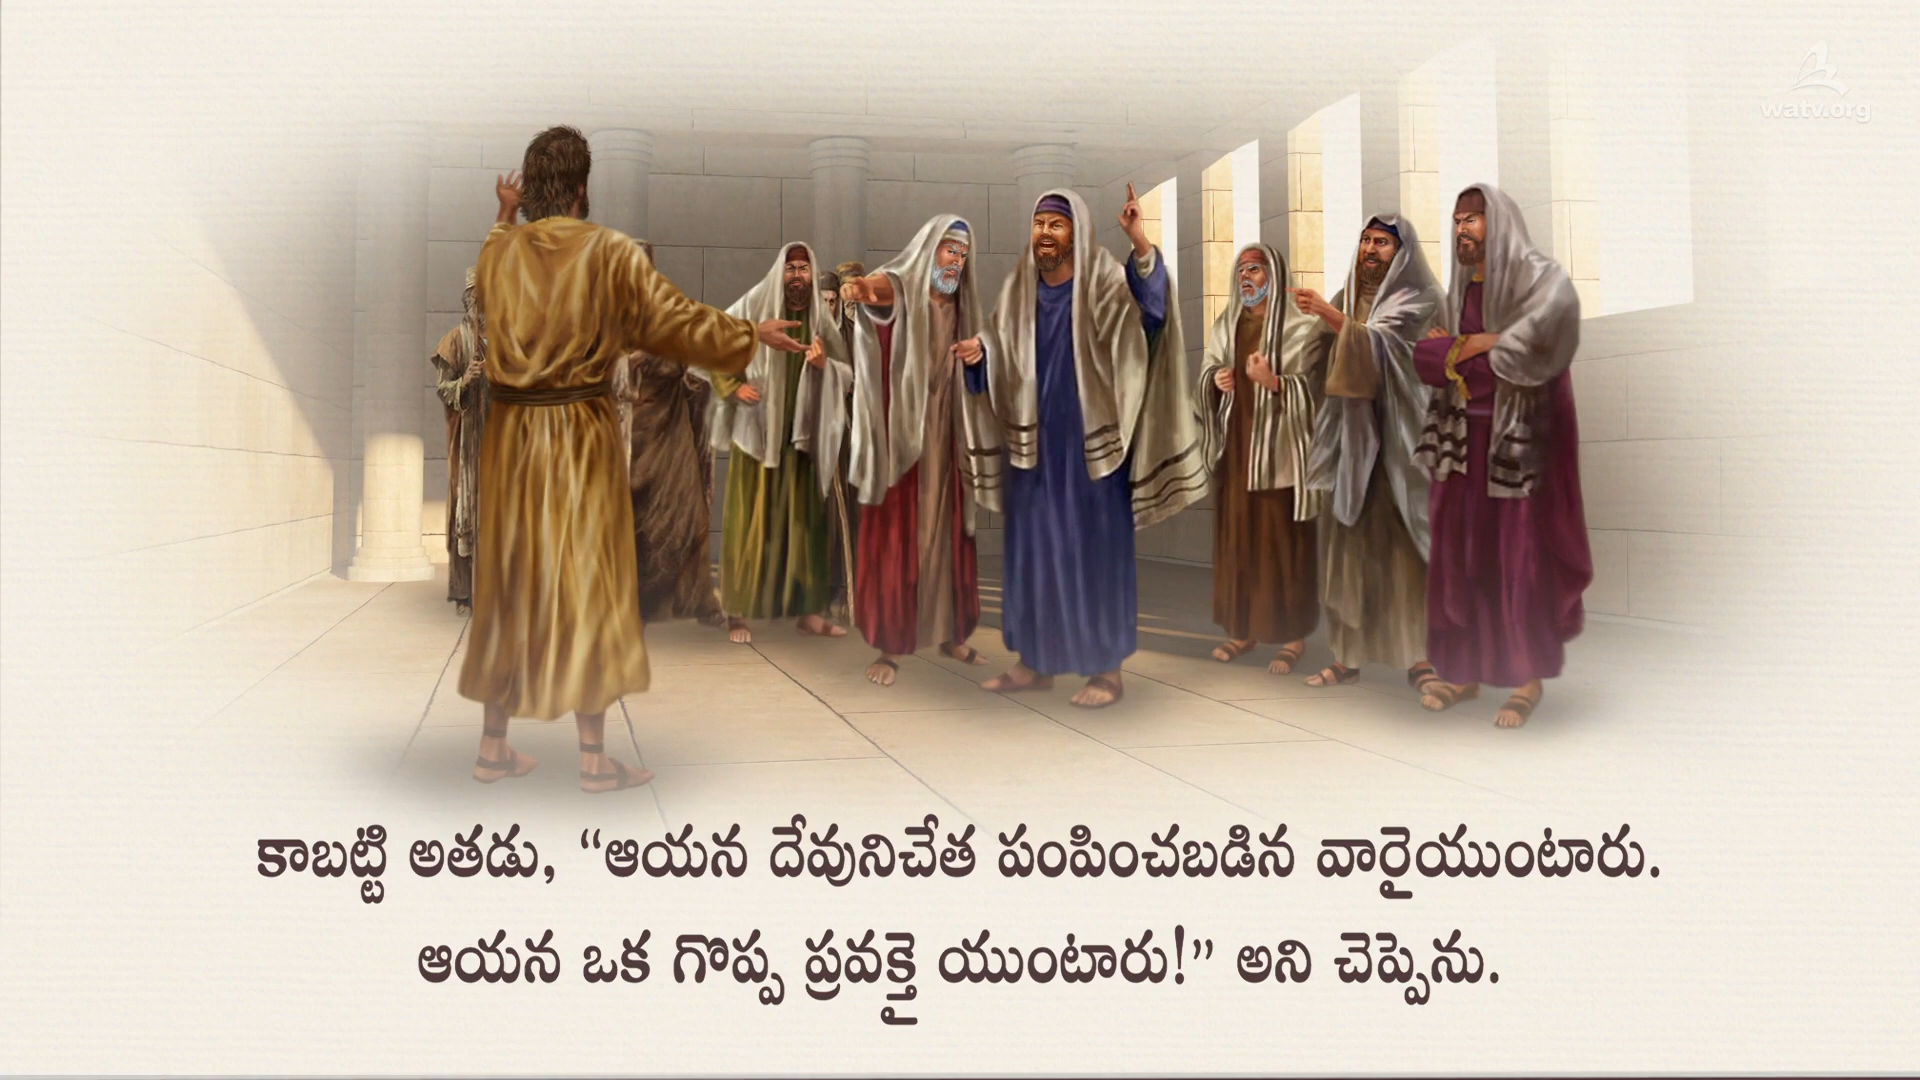 watv.org
కాబట్టి అతడు, “ఆయన దేవునిచేత పంపించబడిన వారైయుంటారు.
ఆయన ఒక గొప్ప ప్రవక్తై యుంటారు!” అని చెప్పెను.